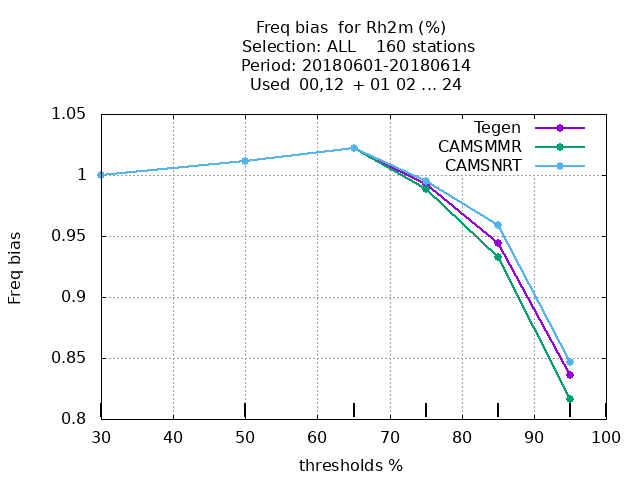 Freq bias  for Rh2m (%)
Selection: ALL    160 stations
Period: 20180601-20180614
Used  00,12  + 01 02 ... 24
1.05
1
0.95
0.9
0.85
0.8
Freq bias
Tegen
CAMSMMR
CAMSNRT
30 40 50 60 70 80 90 100
thresholds %